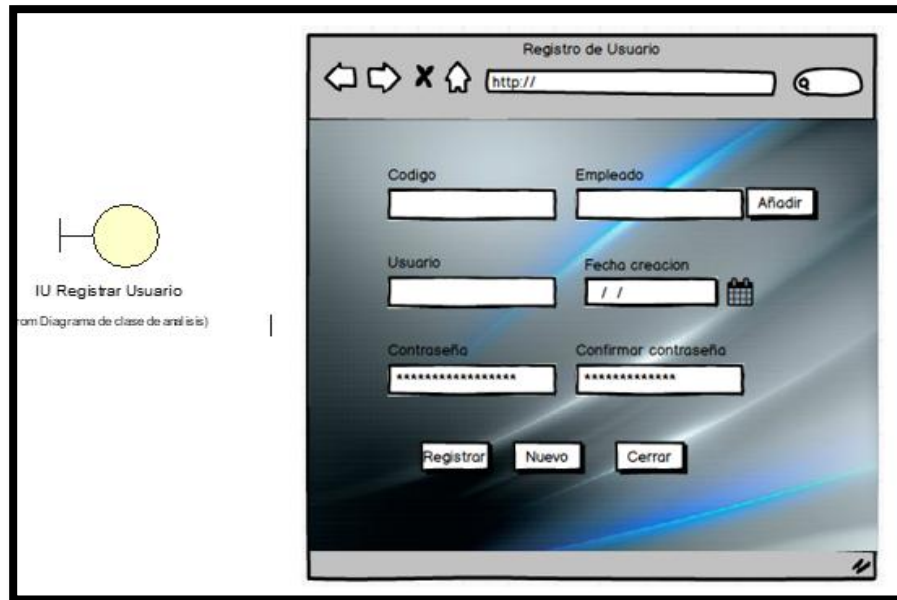 Registro de Usuario
http://
Codigo Empleado
Añadir
Usuario Fecha creacion
/ /
IU Registrar Usuario
rom Diagrama de clase de analisis)
Contraseña Confirmar contraseña
***************** *************
Registrar Nuevo Cerrar